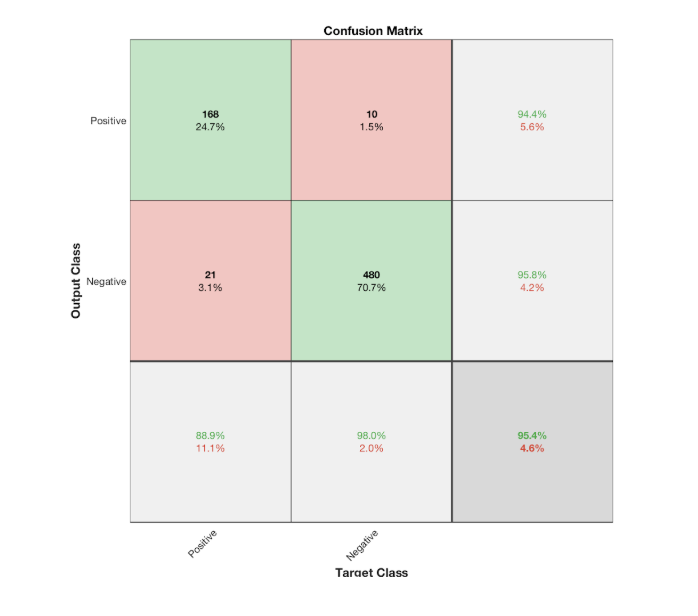 Confusion Matrix
Positive
168
24.7%
10
1.5%
94.4%
5.6%
Output Class
Negative
21
3.1%
480
70.7%
95.8%
4.2%
88.9%
11.1%
98.0%
2.0%
95.4%
4.6%
Positive
Negative
Target Class